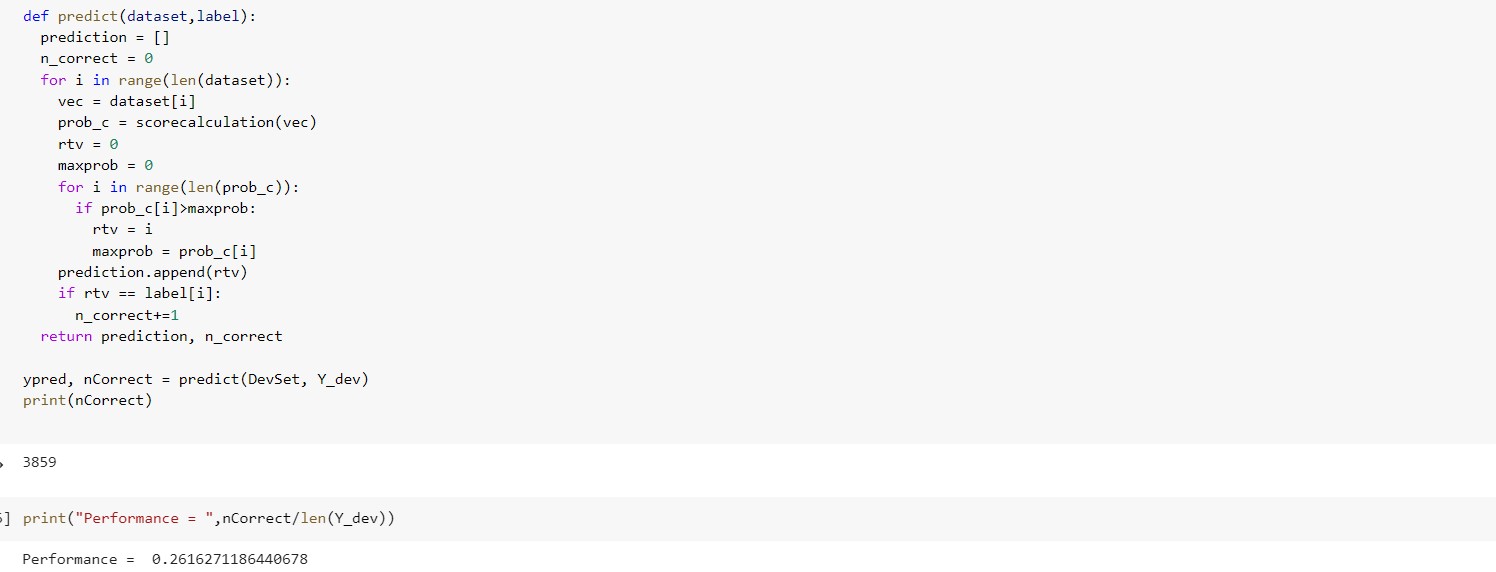 def predict(dataset,label):
  prediction = []
  n_correct = 0
  for i in range(len(dataset)):
    vec = dataset[i]
    prob_c = scorecalculation(vec)
    rtv = 0
    maxprob = 0
    for i in range(len(prob_c)):
      if prob_c[i]>maxprob:
        rtv = i
        maxprob = prob_c[i]
    prediction.append(rtv)
    if rtv == label[i]:
      n_correct+=1
  return prediction, n_correct
ypred, nCorrect = predict(DevSet, Y_dev)
print(nCorrect)
3859
] print("Performance = ",nCorrect/len(Y_dev))
Performance =  0.2616271186440678